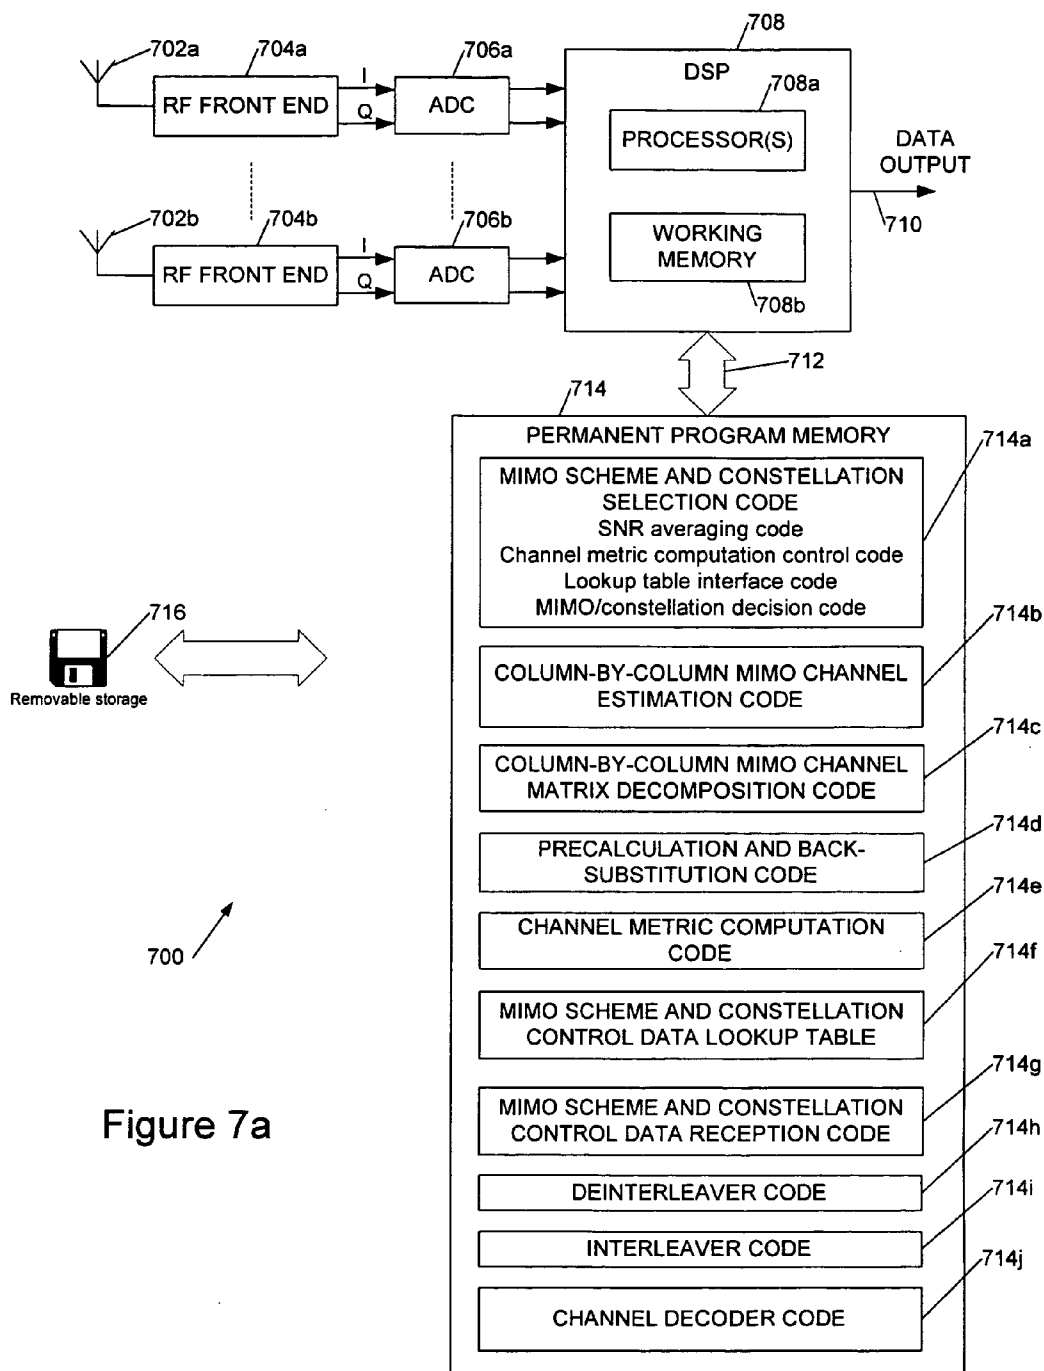 708
702a
704a
706a
DSP
708a
RF FRONT END
I
Q
ADC
PROCESSOR(S)
DATA
OUTPUT
710
702b
704b
706b
RF FRONT END
I
Q
ADC
WORKING
MEMORY
708b
712
714
PERMANENT PROGRAM MEMORY
714a
MIMO SCHEME AND CONSTELLATION
SELECTION CODE
SNR averaging code
Channel metric computation control code
Lookup table interface code
MIMO/constellation decision code
716
Removable storage
714b
COLUMN-BY-COLUMN MIMO CHANNEL
ESTIMATION CODE
714c
COLUMN-BY-COLUMN MIMO CHANNEL
MATRIX DECOMPOSITION CODE
714d
PRECALCULATION AND BACK-
SUBSTITUTION CODE
714e
CHANNEL METRIC COMPUTATION
CODE
700
714f
MIMO SCHEME AND CONSTELLATION
CONTROL DATA LOOKUP TABLE
714g
MIMO SCHEME AND CONSTELLATION
CONTROL DATA RECEPTION CODE
Figure 7a
714h
DEINTERLEAVER CODE
714i
INTERLEAVER CODE
714j
CHANNEL DECODER CODE